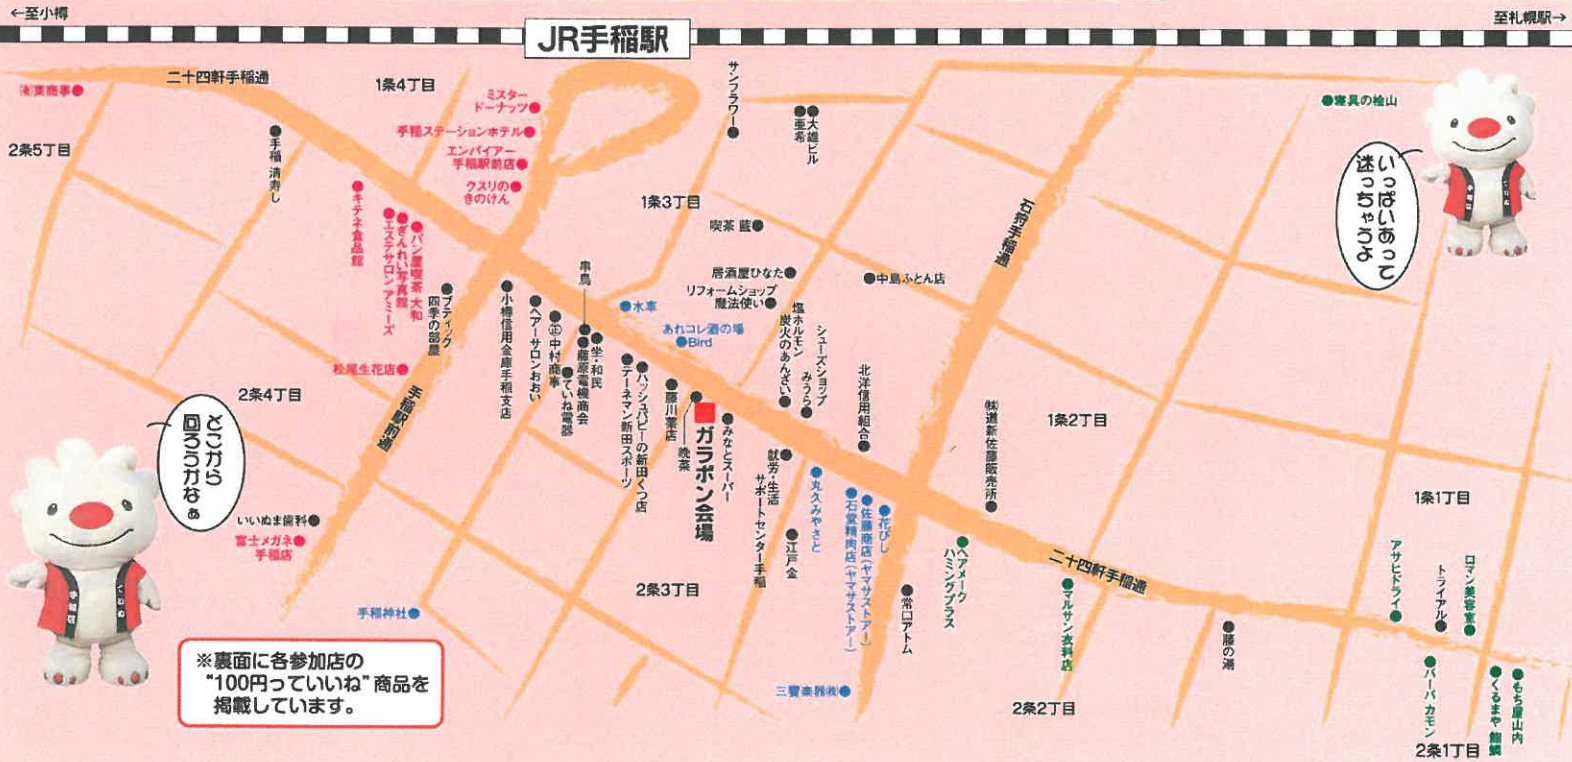 ←至小樽
至札幌駅→
JR手稲駅
二十四軒手稲通
1条4丁目
ミスター
ドーナッツ
手稲ステーションホテル
エンパイアー
手稲駅前店
クスリの
きのけん
2条5丁目
手稲 清寿し
キテネ食品館
パン屋喫茶 大和
ぎんれい写真館
エステサロン アミーズ
ブティック
四季の部屋
松尾生花店
2条4丁目
手稲駅前通
いいぬま歯科
富士メガネ
手稲店
手稲神社
どこから
回ろうかなぁ
※裏面に各参加店の
"100円っていいね"商品を
掲載しています。
サンフラワー
大雄ビル
亜希
1条3丁目
喫茶 藍
居酒屋ひなた
リフォームショップ
魔法使い
中島ふとん店
石狩手稲通
水車
あれコレ酒の場
Bird
串鳥
小樽信用金庫手稲支店
ヘアーサロンおおい
㊣中村商事
ていね電器
藤原電機商会
坐・和民
ハッシュパピーの新田くつ店
テーネマン新田スポーツ
藤川薬店
晩菜
ガラポン会場
みなとスーパー
塩ホルモン
炭火のあんざい
シューズショップ
みうら
北洋信用組合
就労・生活
サポートセンター手稲
江戸金
丸久みやさと
花びし
佐藤商店(ヤマサストアー)
石堂精肉店(ヤマサストアー)
2条3丁目
三響楽器㈱
常口アトム
ヘアメーク
ハミングプラス
㈱道新佐藤販売所
1条2丁目
二十四軒手稲通
マルサン衣料店
藤の湯
2条2丁目
寝具の桧山
いっぱいあって
迷っちゃうよ
1条1丁目
アサヒドライ
トライアル
ロマン美容室
バーバ カモン
くるまや
もち屋山内
2条1丁目
手稲店
ていね
手稲店
ていね